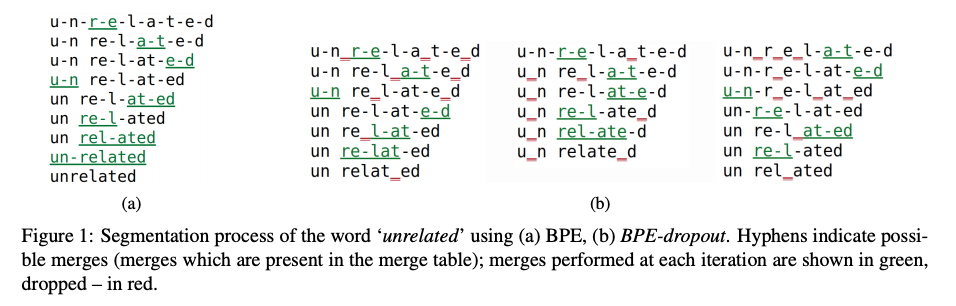 u-n-r-e-l-a-t-e-d
u-n re-l-a-t-e-d
u-n re-l-at-e-d
u-n re-l-at-ed
un re-l-at-ed
un re-l-ated
un rel-ated
un-related
unrelated
(a)
u-n_r-e-l-a_t-e_d
u-n re-l_a-t-e_d
u-n re_l-at-e_d
un re-l-at-e-d
un re_l-at-ed
un re-lat-ed
un relat_ed
u-n-r-e-l-a_t-e-d
u_n re_l-a-t-e-d
u_n re-l-at-e-d
u_n re-l-ate_d
u_n rel-ate-d
u_n relate_d
u-n_r_e_l-a-t-e-d
u-n-r_e-l-at-e-d
u-n-r_e-l_at_ed
un-r-e-l-at-ed
un re-l_at-ed
un re-l-ated
un rel_ated
(b)
Figure 1: Segmentation process of the word ‘unrelated’ using (a) BPE, (b) BPE-dropout. Hyphens indicate possi-
ble merges (merges which are present in the merge table); merges performed at each iteration are shown in green,
dropped – in red.